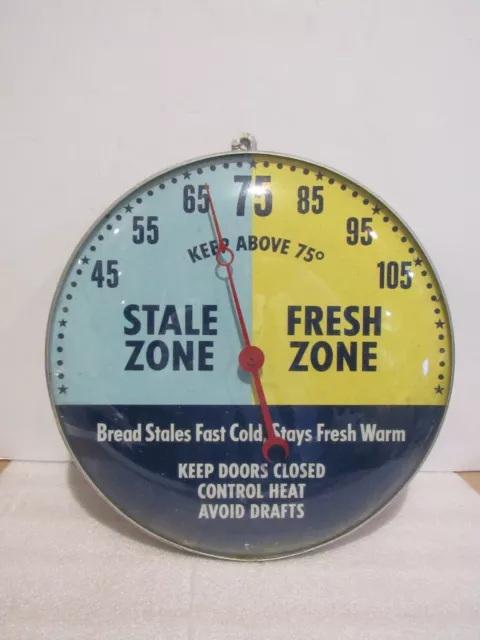 45 55 65 75 85 95 105
KEEP ABOVE 75°
STALE ZONE
FRESH ZONE
Bread Stales Fast Cold, Stays Fresh Warm
KEEP DOORS CLOSED
CONTROL HEAT
AVOID DRAFTS